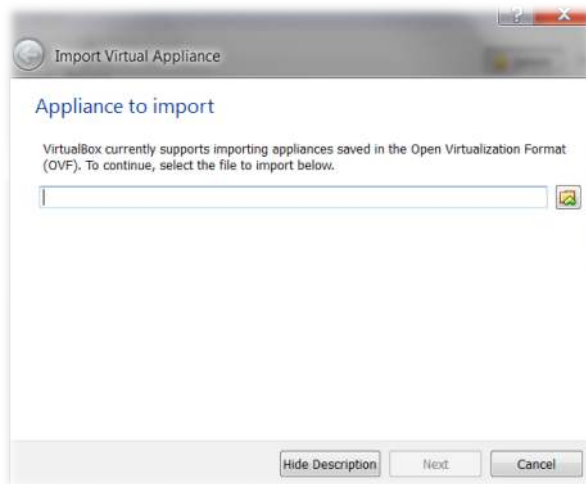 Import Virtual Appliance
Appliance to import
VirtualBox currently supports importing appliances saved in the Open Virtualization Format
(OVF). To continue, select the file to import below.
Hide Description
Next
Cancel